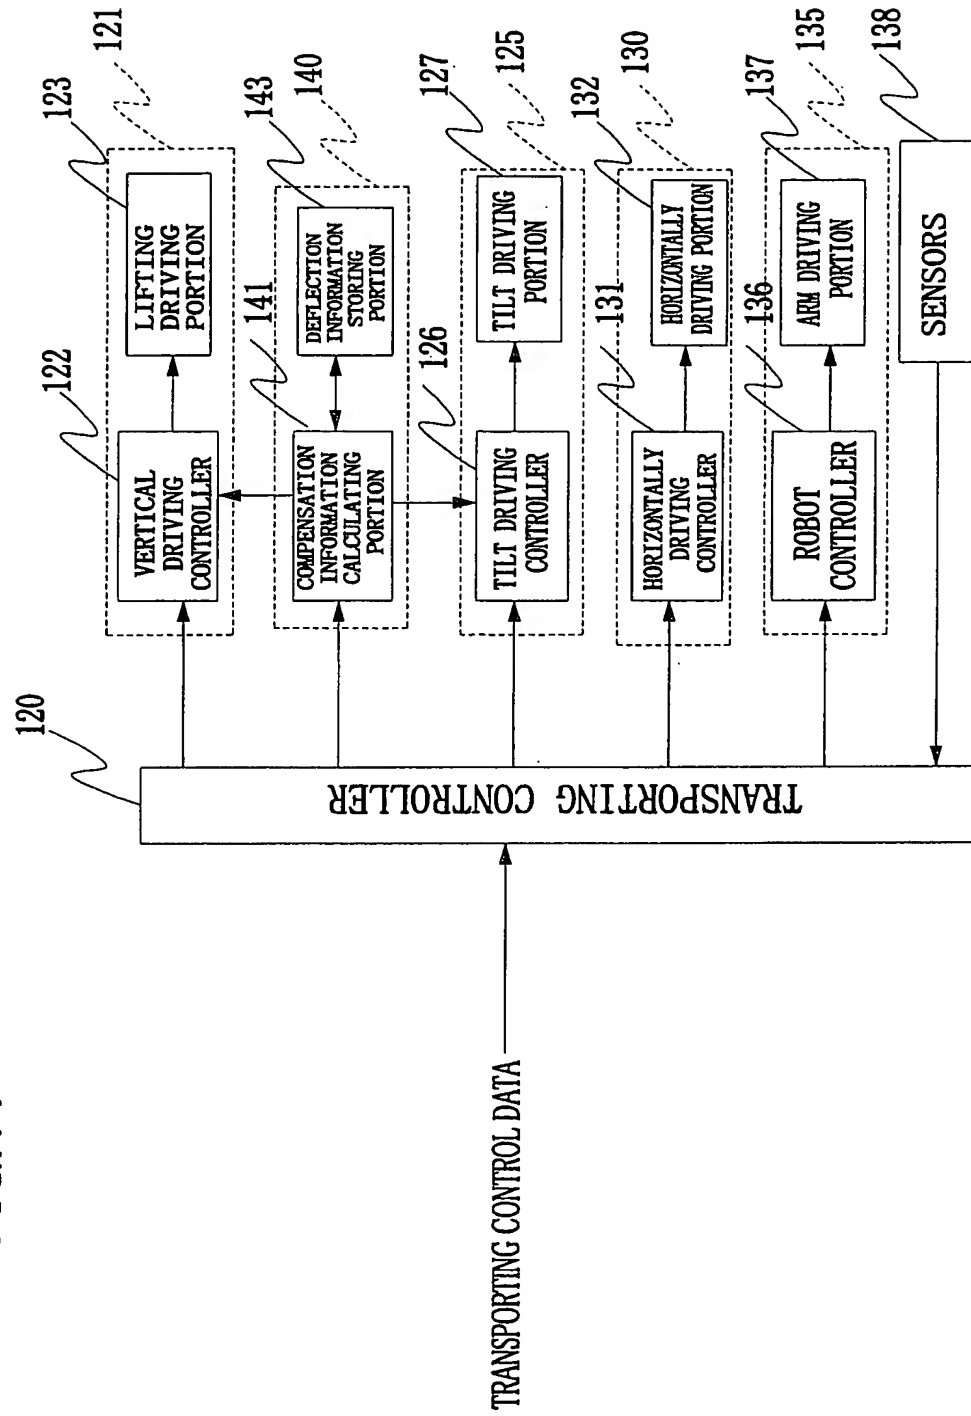 TRANSPORTING CONTROL DATA
120
TRANSPORTING CONTROLLER
121
122
VERTICAL
DRIVING
CONTROLLER
123
LIFTING
DRIVING
PORTION
140
141
COMPENSATION
INFORMATION
CALCULATING
PORTION
143
DEFLECTION
INFORMATION
STORING
PORTION
125
126
TILT DRIVING
CONTROLLER
127
TILT DRIVING
PORTION
130
131
HORIZONTALLY
DRIVING
CONTROLLER
132
HORIZONTALLY
DRIVING PORTION
135
136
ROBOT
CONTROLLER
137
ARM DRIVING
PORTION
138
SENSORS